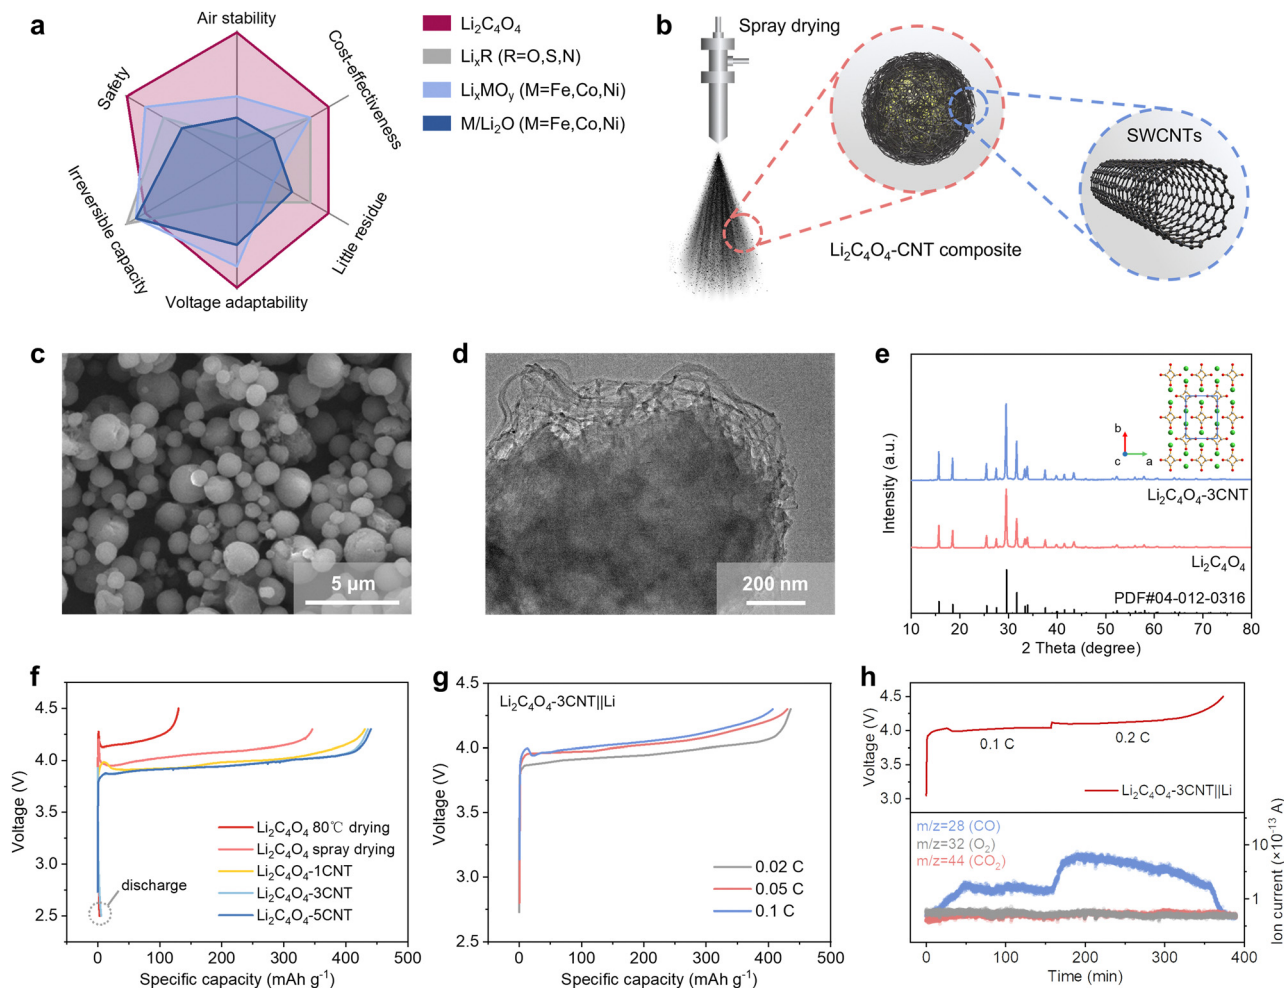 a
Air stability
Cost-effectiveness
Little residue
Voltage adaptability
Irreversible capacity
Safety
Li₂C₄O₄
LiₓR (R=O,S,N)
LiₓMOᵧ (M=Fe,Co,Ni)
M/Li₂O (M=Fe,Co,Ni)
b
Spray drying
SWCNTs
Li₂C₄O₄-CNT composite
c
5 μm
d
200 nm
e
Intensity (a.u.)
b
c
a
Li₂C₄O₄-3CNT
Li₂C₄O₄
PDF#04-012-0316
10 20 30 40 50 60 70 80
2 Theta (degree)
f
Voltage (V)
4.5
4.0
3.5
3.0
2.5
Li₂C₄O₄ 80℃ drying
Li₂C₄O₄ spray drying
Li₂C₄O₄-1CNT
Li₂C₄O₄-3CNT
Li₂C₄O₄-5CNT
discharge
0 100 200 300 400 500
Specific capacity (mAh g⁻¹)
g
Li₂C₄O₄-3CNT||Li
Voltage (V)
4.5
4.0
3.5
3.0
2.5
0.02 C
0.05 C
0.1 C
0 100 200 300 400 500
Specific capacity (mAh g⁻¹)
h
Voltage (V)
4.5
4.0
3.5
3.0
0.1 C
0.2 C
Li₂C₄O₄-3CNT||Li
m/z=28 (CO)
m/z=32 (O₂)
m/z=44 (CO₂)
10
1
Ion current (×10⁻¹³ A)
0 100 200 300 400
Time (min)